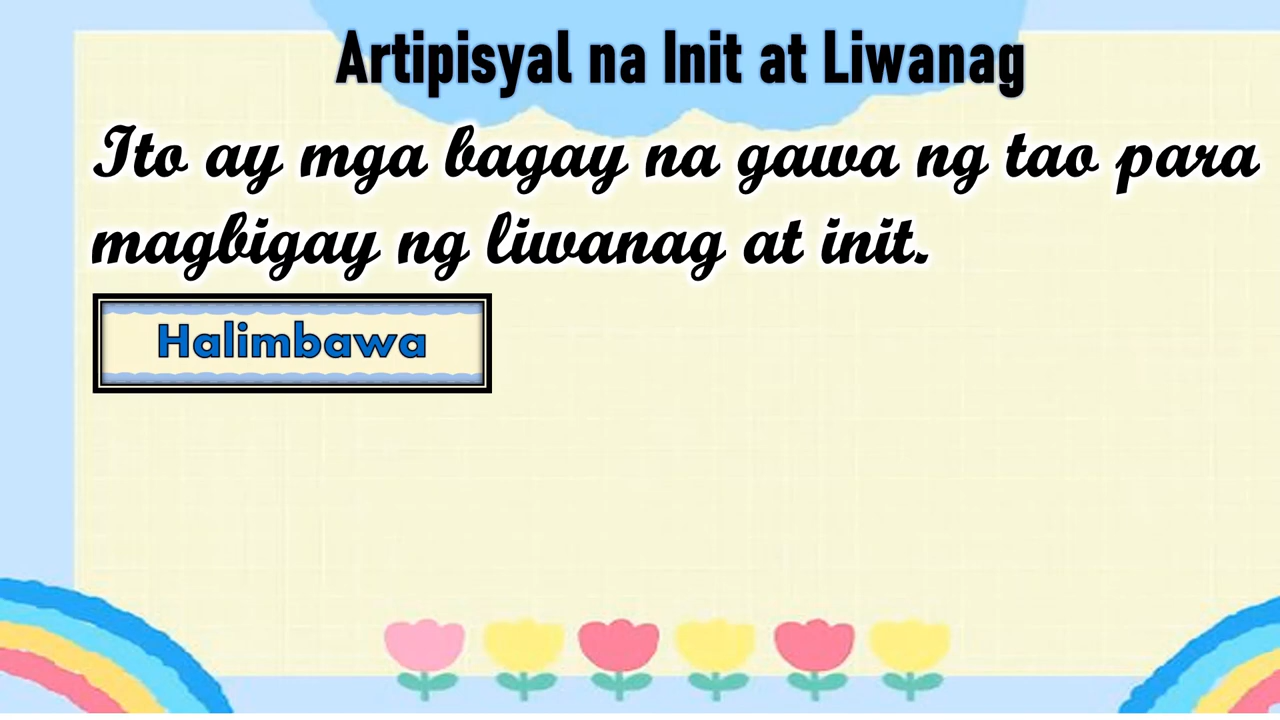 Artipisyal na Init at Liwanag
Ito ay mga bagay na gawa ng tao para
magbigay ng liwanag at init.
Halimbawa